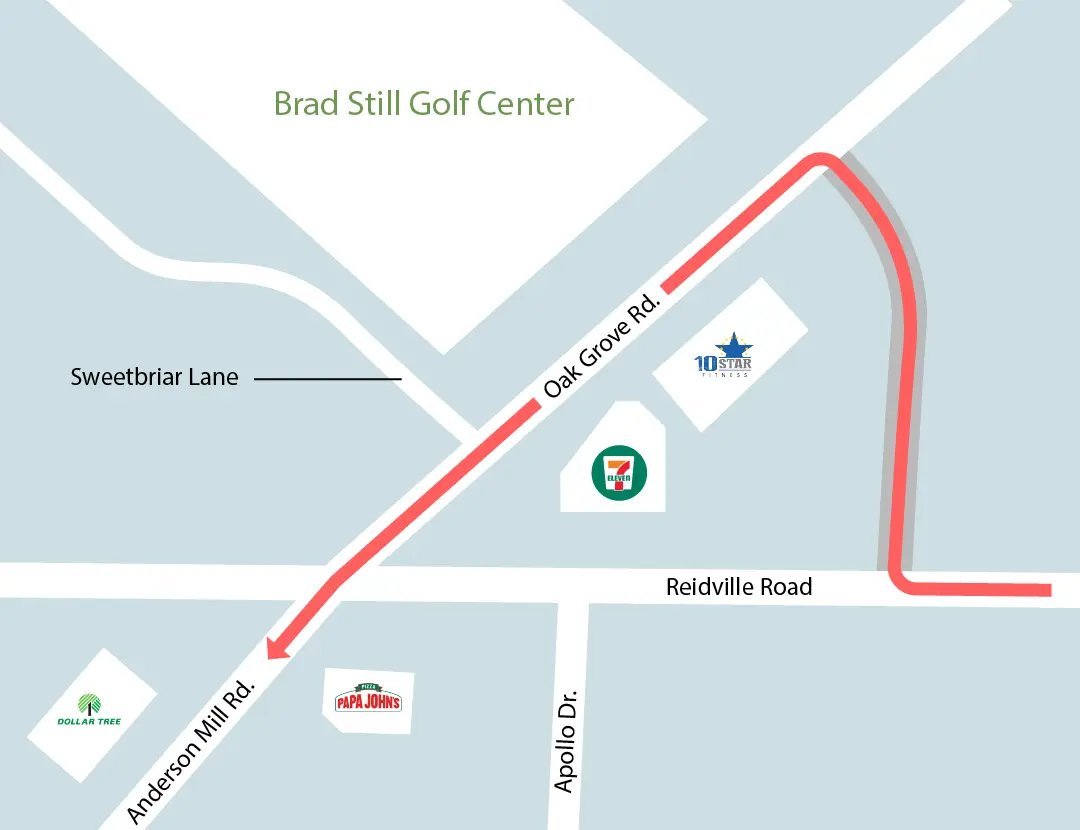 Brad Still Golf Center
Oak Grove Rd.
10 STAR
FITNESS
Sweetbriar Lane
7
ELEVEN
Reidville Road
DOLLAR TREE
PIZZA
PAPA JOHN'S
Anderson Mill Rd.
Apollo Dr.